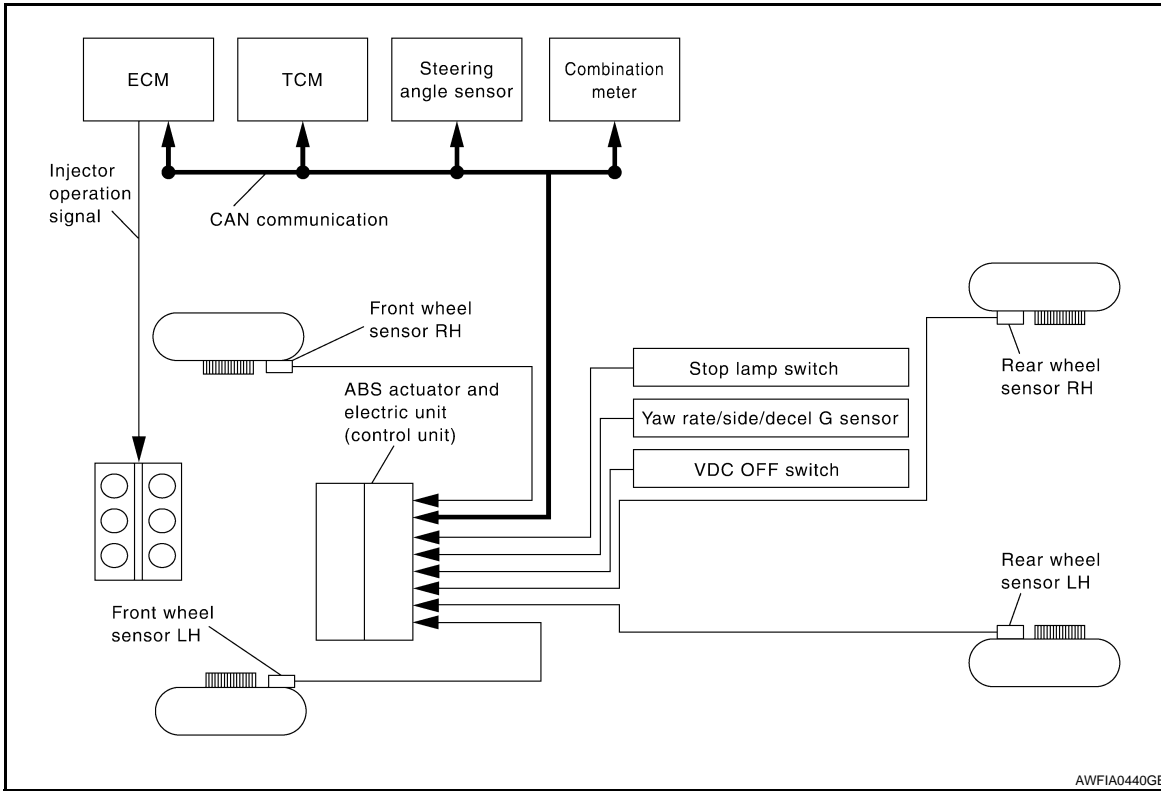 ECM
TCM
Steering
angle sensor
Combination
meter
Injector
operation
signal
CAN communication
Front wheel
sensor RH
ABS actuator and
electric unit
(control unit)
Stop lamp switch
Yaw rate/side/decel G sensor
VDC OFF switch
Rear wheel
sensor RH
Rear wheel
sensor LH
Front wheel
sensor LH
AWFIA0440GB